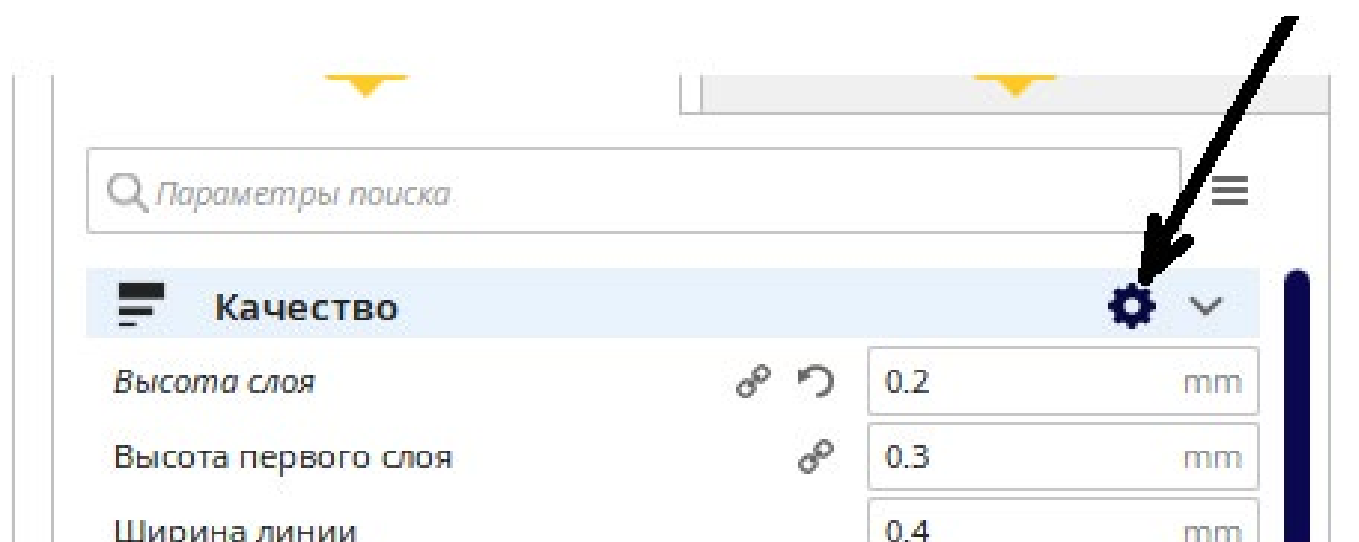 Параметры поиска
Качество
Высота слоя 0.2 mm
Высота первого слоя 0.3 mm
Ширина линии 0.4 mm